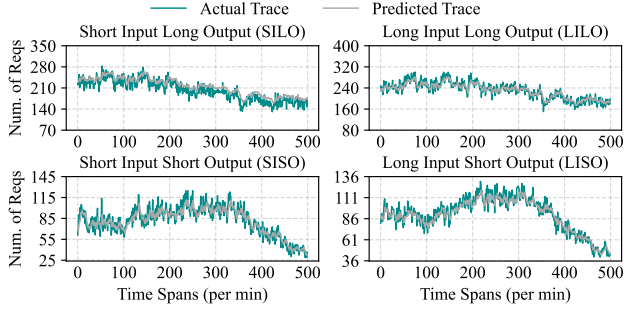 Actual Trace Predicted Trace
Short Input Long Output (SILO) Long Input Long Output (LILO)
Num. of Reqs
350 280 210 140 70
0 100 200 300 400 500
400 320 240 160 80
0 100 200 300 400 500
Short Input Short Output (SISO) Long Input Short Output (LISO)
Num. of Reqs
145 115 85 55 25
0 100 200 300 400 500
136 111 86 61 36
0 100 200 300 400 500
Time Spans (per min) Time Spans (per min)